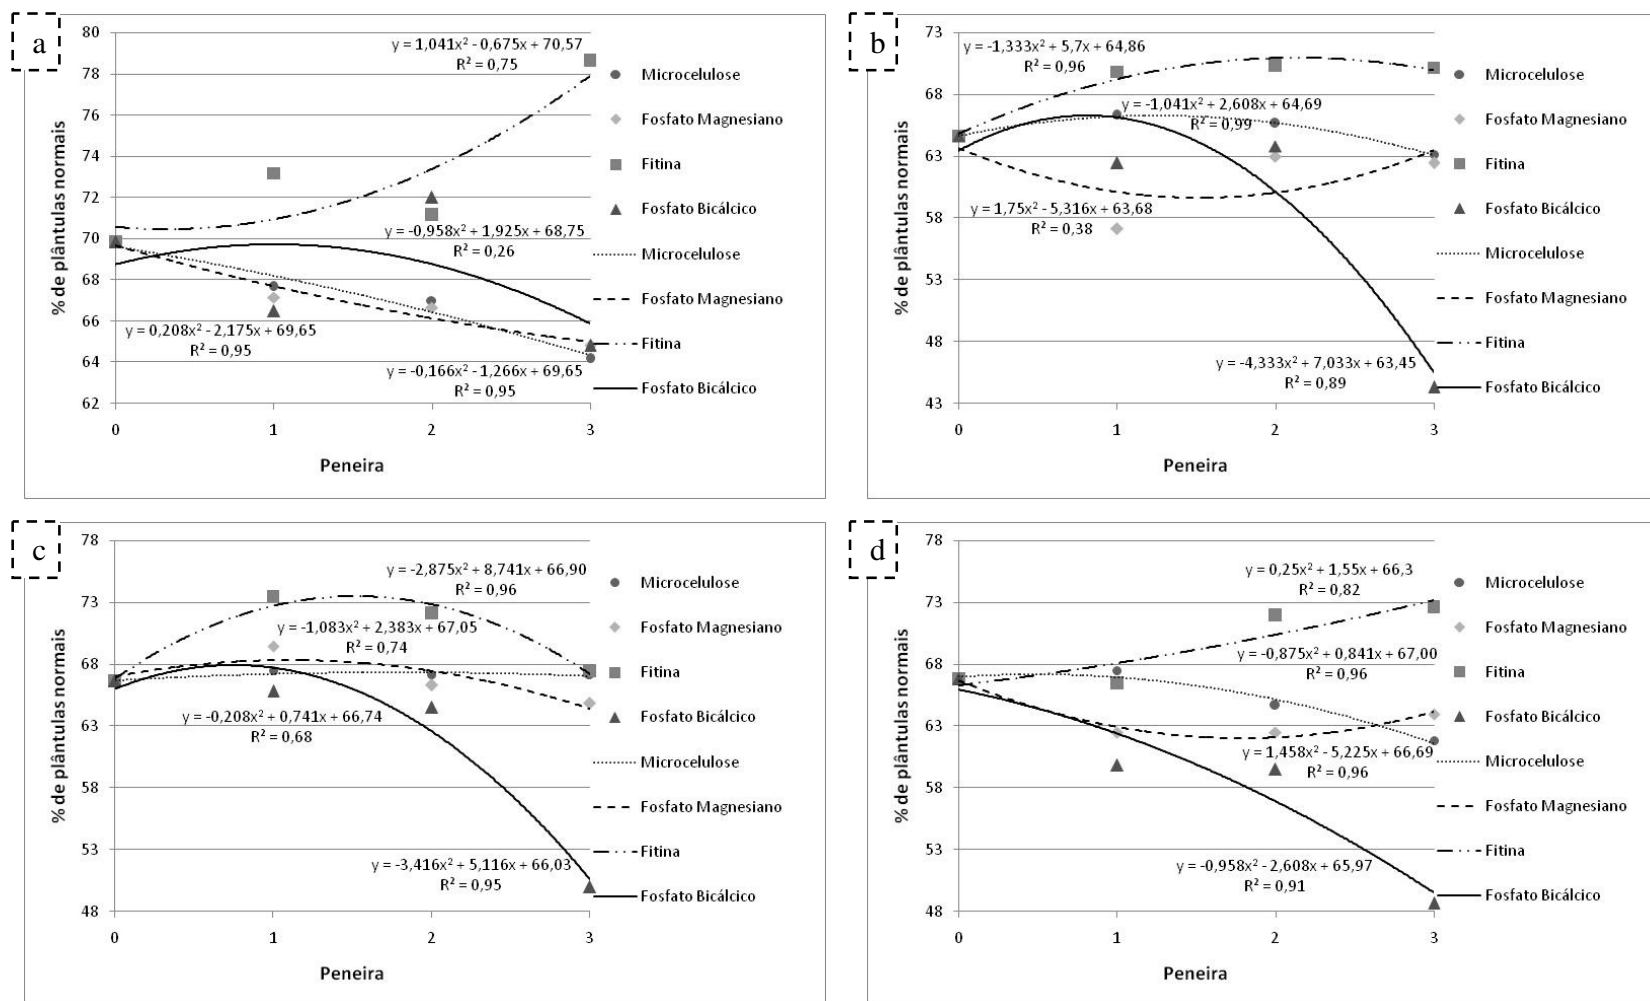 a
% de plântulas normais
80
78
76
74
72
70
68
66
64
62
0 1 2 3
Peneira
y = 1,041x² - 0,675x + 70,57
R² = 0,75
y = -0,958x² + 1,925x + 68,75
R² = 0,26
y = 0,208x² - 2,175x + 69,65
R² = 0,95
y = -0,166x² - 1,266x + 69,65
R² = 0,95
Microcelulose
Fosfato Magnesiano
Fitina
Fosfato Bicálcico
Microcelulose
Fosfato Magnesiano
Fitina
Fosfato Bicálcico
b
% de plântulas normais
73
68
63
58
53
48
43
0 1 2 3
Peneira
y = -1,333x² + 5,7x + 64,86
R² = 0,96
y = -1,041x² + 2,608x + 64,69
R² = 0,99
y = 1,75x² - 5,316x + 63,68
R² = 0,38
y = -4,333x² + 7,033x + 63,45
R² = 0,89
Microcelulose
Fosfato Magnesiano
Fitina
Fosfato Bicálcico
Microcelulose
Fosfato Magnesiano
Fitina
Fosfato Bicálcico
c
% de plântulas normais
78
73
68
63
58
53
48
0 1 2 3
Peneira
y = -2,875x² + 8,741x + 66,90
R² = 0,96
y = -1,083x² + 2,383x + 67,05
R² = 0,74
y = -0,208x² + 0,741x + 66,74
R² = 0,68
y = -3,416x² + 5,116x + 66,03
R² = 0,95
Microcelulose
Fosfato Magnesiano
Fitina
Fosfato Bicálcico
Microcelulose
Fosfato Magnesiano
Fitina
Fosfato Bicálcico
d
% de plântulas normais
78
73
68
63
58
53
48
0 1 2 3
Peneira
y = 0,25x² + 1,55x + 66,3
R² = 0,82
y = -0,875x² + 0,841x + 67,00
R² = 0,96
y = 1,458x² - 5,225x + 66,69
R² = 0,96
y = -0,958x² - 2,608x + 65,97
R² = 0,91
Microcelulose
Fosfato Magnesiano
Fitina
Fosfato Bicálcico
Microcelulose
Fosfato Magnesiano
Fitina
Fosfato Bicálcico